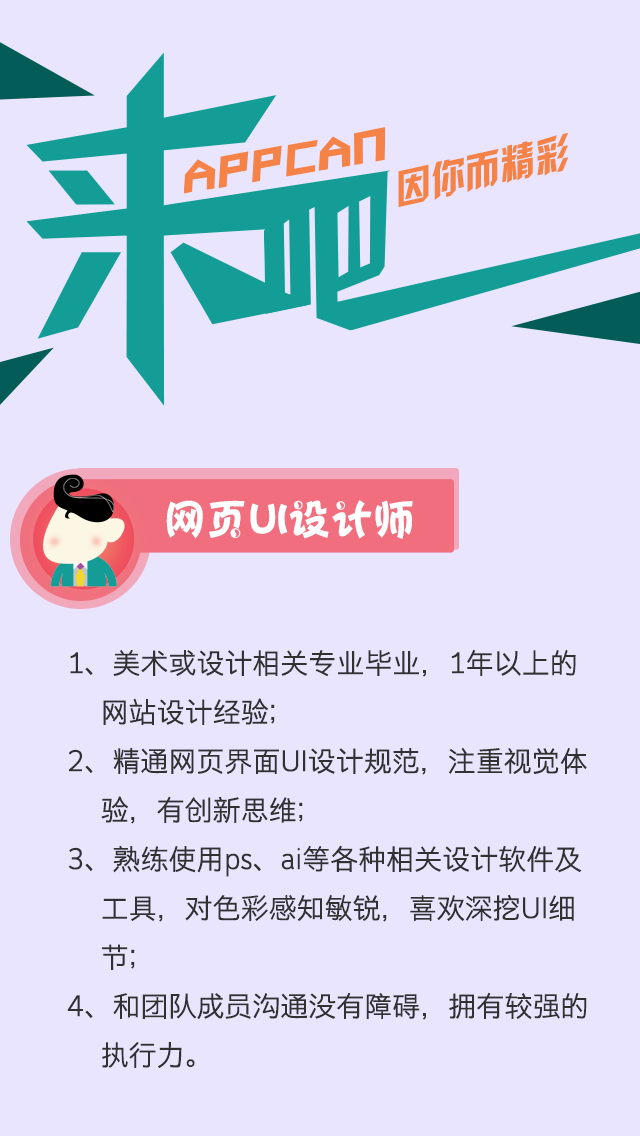 来吧
APPCAN 因你而精彩
网页UI设计师
1、美术或设计相关专业毕业，1年以上的
网站设计经验;
2、精通网页界面UI设计规范，注重视觉体
验，有创新思维;
3、熟练使用ps、ai等各种相关设计软件及
工具，对色彩感知敏锐，喜欢深挖UI细
节;
4、和团队成员沟通没有障碍，拥有较强的
执行力。